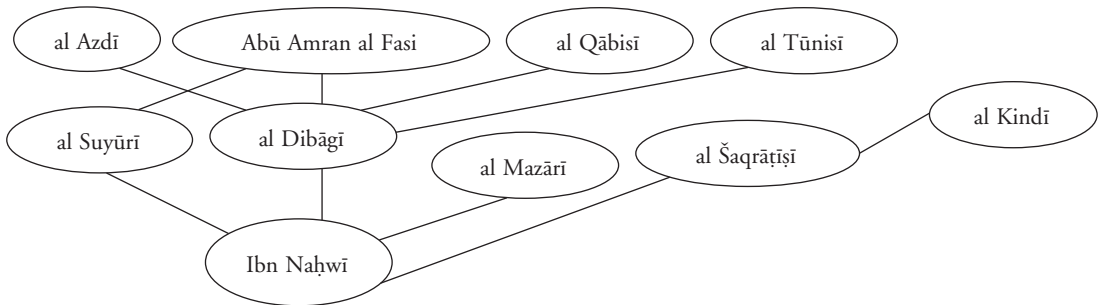 al Azdī
Abū Amran al Fasi
al Qābisī
al Tūnisī
al Kindī
al Suyūrī
al Dibāgī
al Mazārī
al Šaqrāṭīṣī
Ibn Naḥwī